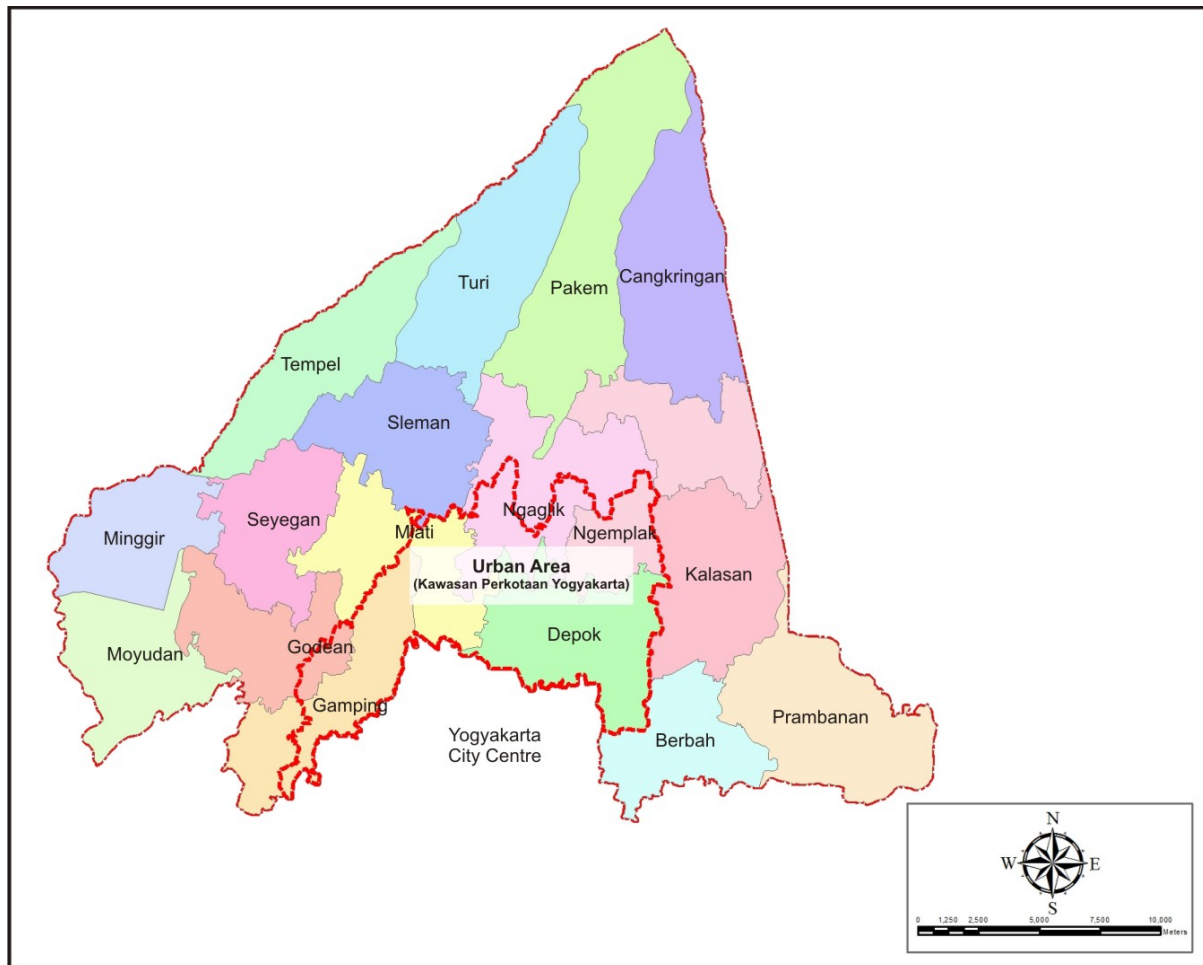 Turi
Pakem
Cangkringan
Tempel
Sleman
Ngaglik
Seyegan
Mlati
Ngemplak
Minggir
Urban Area
(Kawasan Perkotaan Yogyakarta)
Kalasan
Depok
Moyudan
Godean
Gamping
Prambanan
Yogyakarta
City Centre
Berbah
N
W
E
S
0
1,250
2,500
5,000
7,500
10,000
Meters